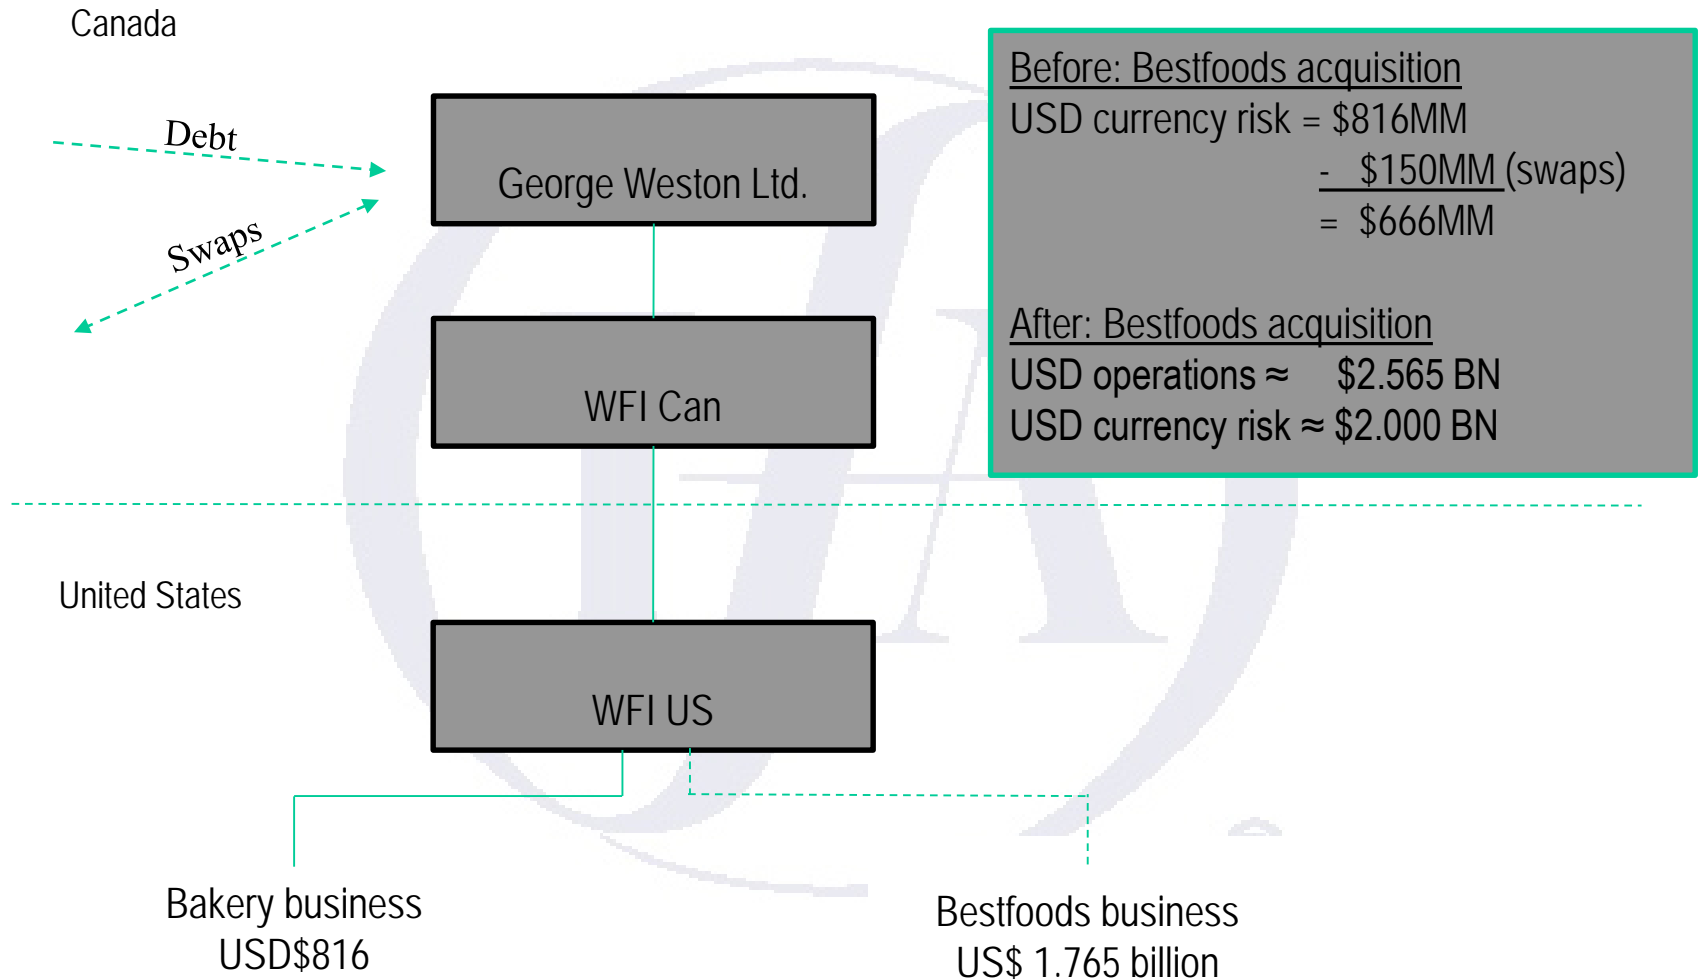 Canada
Debt
Swaps
George Weston Ltd.
WFI Can
Before: Bestfoods acquisition
USD currency risk = $816MM
- $150MM (swaps)
= $666MM
After: Bestfoods acquisition
USD operations ≈ $2.565 BN
USD currency risk ≈ $2.000 BN
United States
WFI US
Bakery business
USD$816
Bestfoods business
US$ 1.765 billion